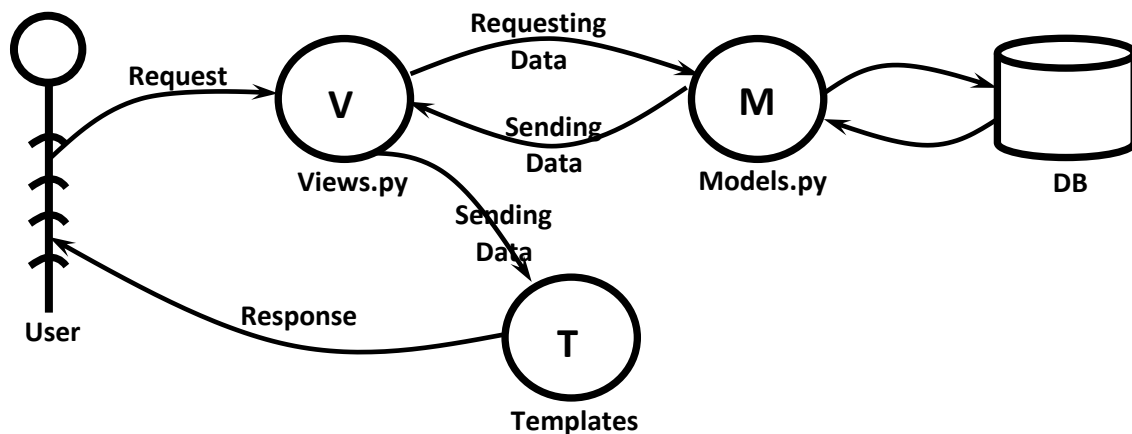 Requesting
Data
Request
V
M
Sending
Data
Views.py
Models.py
DB
Sending
Data
Response
User
T
Templates